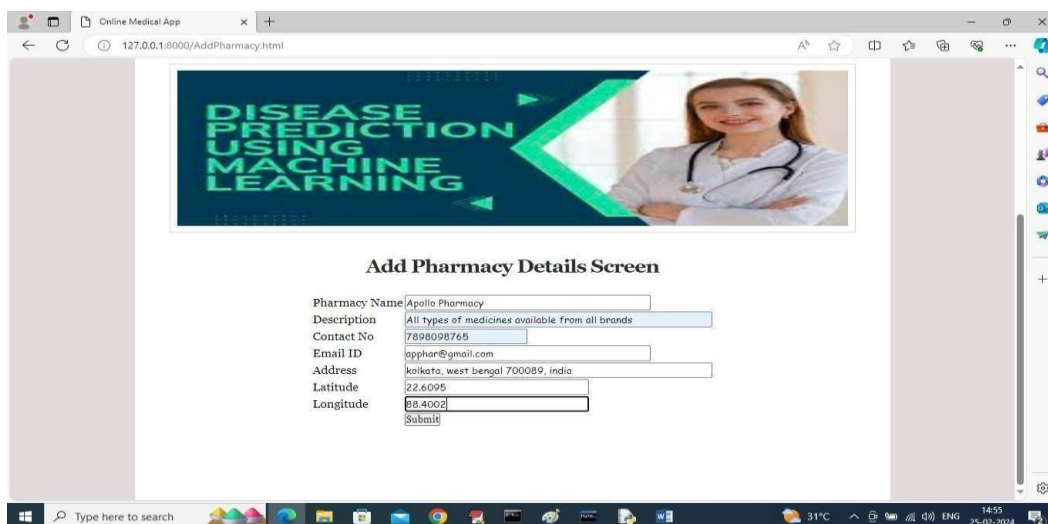 Online Medical App
127.0.0.1:8000/AddPharmacy.html
DISEASE
PREDICTION
USING
MACHINE
LEARNING
Add Pharmacy Details Screen
Pharmacy Name Apollo Pharmacy
Description All types of medicines available from all brands
Contact No 7898098765
Email ID apphar@gmail.com
Address kolkata, west bengal 700089, india
Latitude 22.6095
Longitude 88.4002
Submit
Type here to search 31°C ENG 14:55
25-02-2024